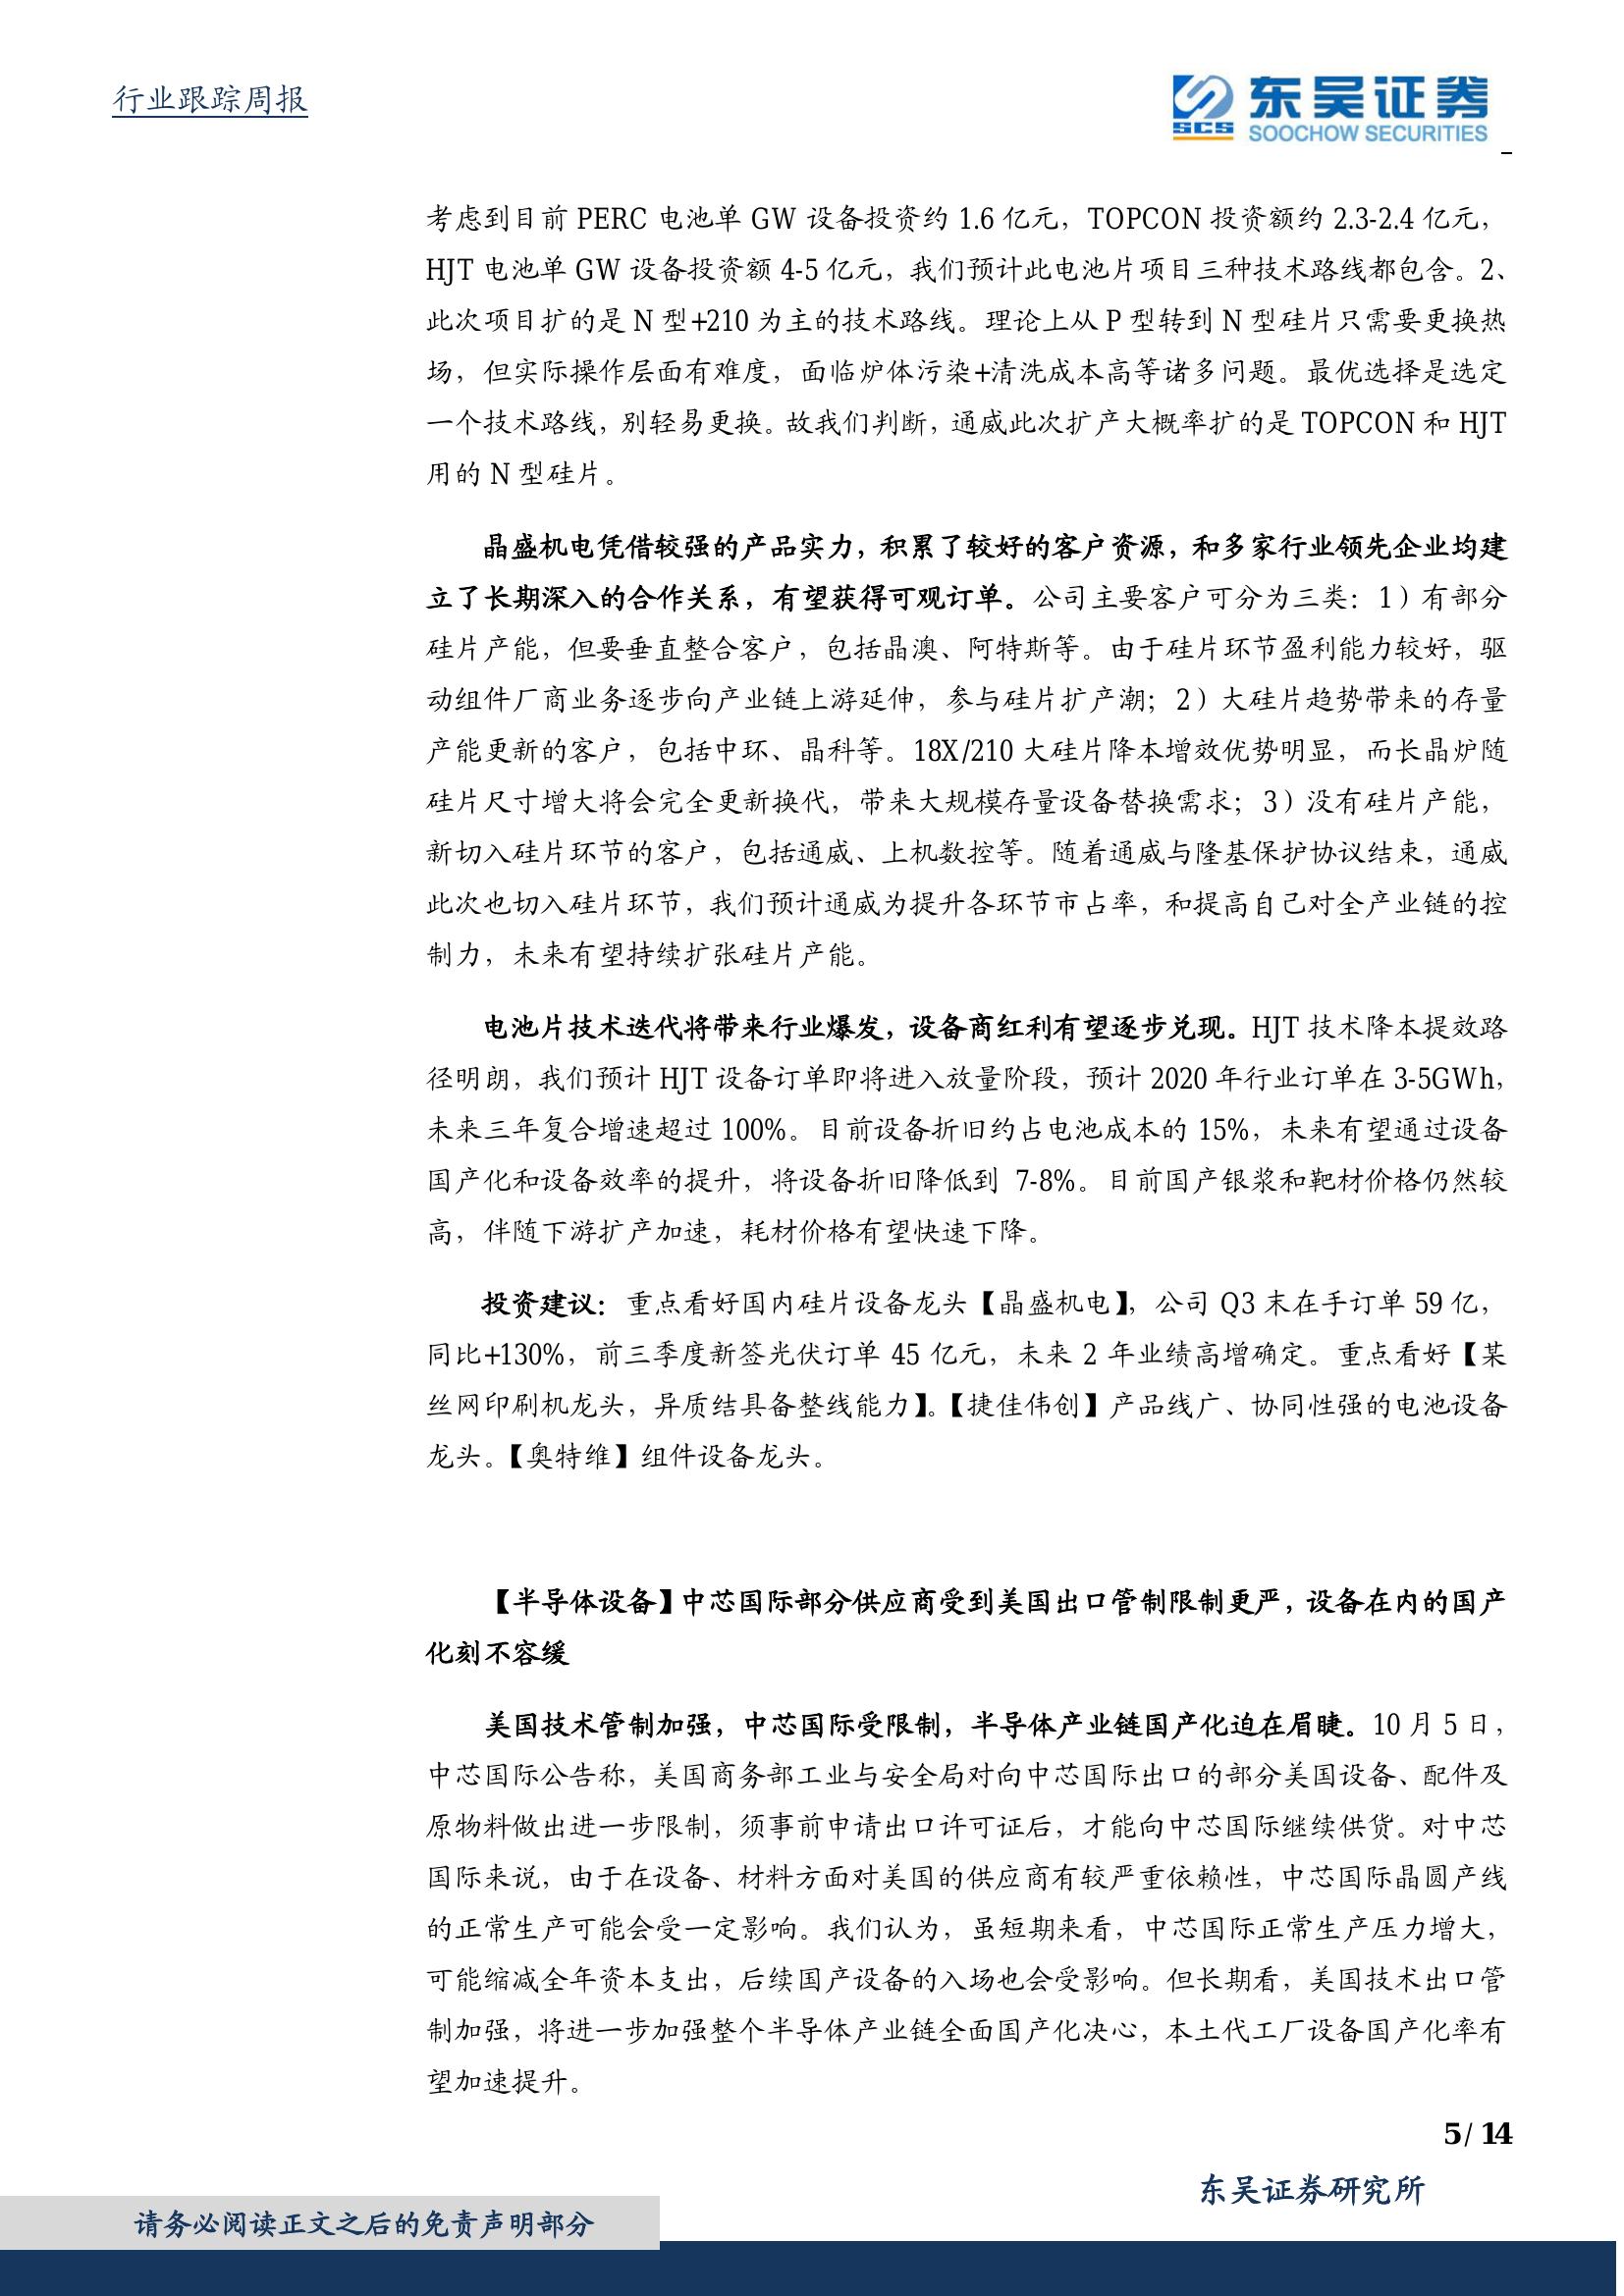 行业跟踪周报
东吴证券
SCS
SOOCHOW SECURITIES
考虑到目前 PERC 电池单 GW 设备投资约 1.6 亿元，TOPCON 投资额约 2.3-2.4 亿元，
HJT 电池单 GW 设备投资额 4-5 亿元，我们预计此电池片项目三种技术路线都包含。2、
此次项目扩的是 N 型+210 为主的技术路线。理论上从 P 型转到 N 型硅片只需要更换热
场，但实际操作层面有难度，面临炉体污染+清洗成本高等诸多问题。最优选择是选定
一个技术路线，别轻易更换。故我们判断，通威此次扩产大概率扩的是 TOPCON 和 HJT
用的 N 型硅片。
晶盛机电凭借较强的产品实力，积累了较好的客户资源，和多家行业领先企业均建
立了长期深入的合作关系，有望获得可观订单。公司主要客户可分为三类：1）有部分
硅片产能，但要垂直整合客户，包括晶澳、阿特斯等。由于硅片环节盈利能力较好，驱
动组件厂商业务逐步向产业链上游延伸，参与硅片扩产潮；2）大硅片趋势带来的存量
产能更新的客户，包括中环、晶科等。18X/210 大硅片降本增效优势明显，而长晶炉随
硅片尺寸增大将会完全更新换代，带来大规模存量设备替换需求；3）没有硅片产能，
新切入硅片环节的客户，包括通威、上机数控等。随着通威与隆基保护协议结束，通威
此次也切入硅片环节，我们预计通威为提升各环节市占率，和提高自己对全产业链的控
制力，未来有望持续扩张硅片产能。
电池片技术迭代将带来行业爆发，设备商红利有望逐步兑现。HJT 技术降本提效路
径明朗，我们预计 HJT 设备订单即将进入放量阶段，预计 2020 年行业订单在 3-5GWh，
未来三年复合增速超过 100%。目前设备折旧约占电池成本的 15%，未来有望通过设备
国产化和设备效率的提升，将设备折旧降低到 7-8%。目前国产银浆和靶材价格仍然较
高，伴随下游扩产加速，耗材价格有望快速下降。
投资建议：重点看好国内硅片设备龙头【晶盛机电】，公司 Q3 末在手订单 59 亿，
同比+130%，前三季度新签光伏订单 45 亿元，未来 2 年业绩高增确定。重点看好【某
丝网印刷机龙头，异质结具备整线能力】。【捷佳伟创】产品线广、协同性强的电池设备
龙头。【奥特维】组件设备龙头。
【半导体设备】中芯国际部分供应商受到美国出口管制限制更严，设备在内的国产
化刻不容缓
美国技术管制加强，中芯国际受限制，半导体产业链国产化迫在眉睫。10 月 5 日，
中芯国际公告称，美国商务部工业与安全局对向中芯国际出口的部分美国设备、配件及
原物料做出进一步限制，须事前申请出口许可证后，才能向中芯国际继续供货。对中芯
国际来说，由于在设备、材料方面对美国的供应商有较严重依赖性，中芯国际晶圆产线
的正常生产可能会受一定影响。我们认为，虽短期来看，中芯国际正常生产压力增大，
可能缩减全年资本支出，后续国产设备的入场也会受影响。但长期看，美国技术出口管
制加强，将进一步加强整个半导体产业链全面国产化决心，本土代工厂设备国产化率有
望加速提升。
5 / 14
东吴证券研究所
请务必阅读正文之后的免责声明部分